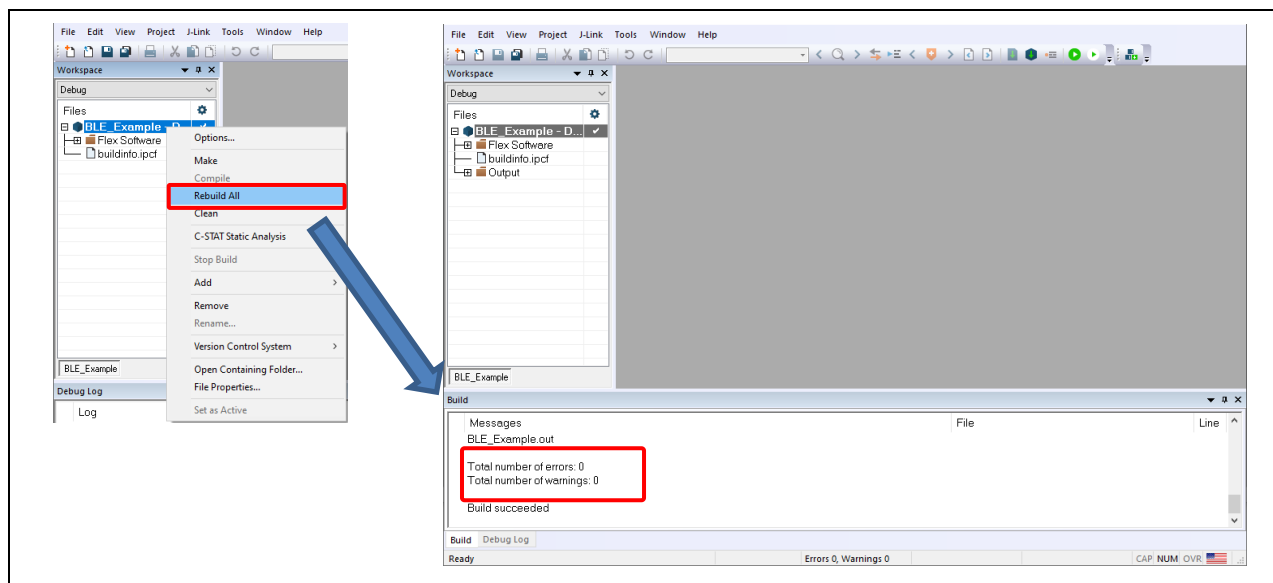 File Edit View Project J-Link Tools Window Help
Workspace
Debug
Files
BLE_Example - D...
Flex Software
buildinfo.ipcf
Options...
Make
Compile
Rebuild All
Clean
C-STAT Static Analysis
Stop Build
Add
Remove
Rename...
Version Control System
Open Containing Folder...
File Properties...
Set as Active
BLE_Example
Debug Log
Log
File Edit View Project J-Link Tools Window Help
Workspace
Debug
Files
BLE_Example - D...
Flex Software
buildinfo.ipcf
Output
BLE_Example
Build
Messages File Line
BLE_Example.out
Total number of errors: 0
Total number of warnings: 0
Build succeeded
Build Debug Log
Ready Errors 0, Warnings 0 CAP NUM OVR